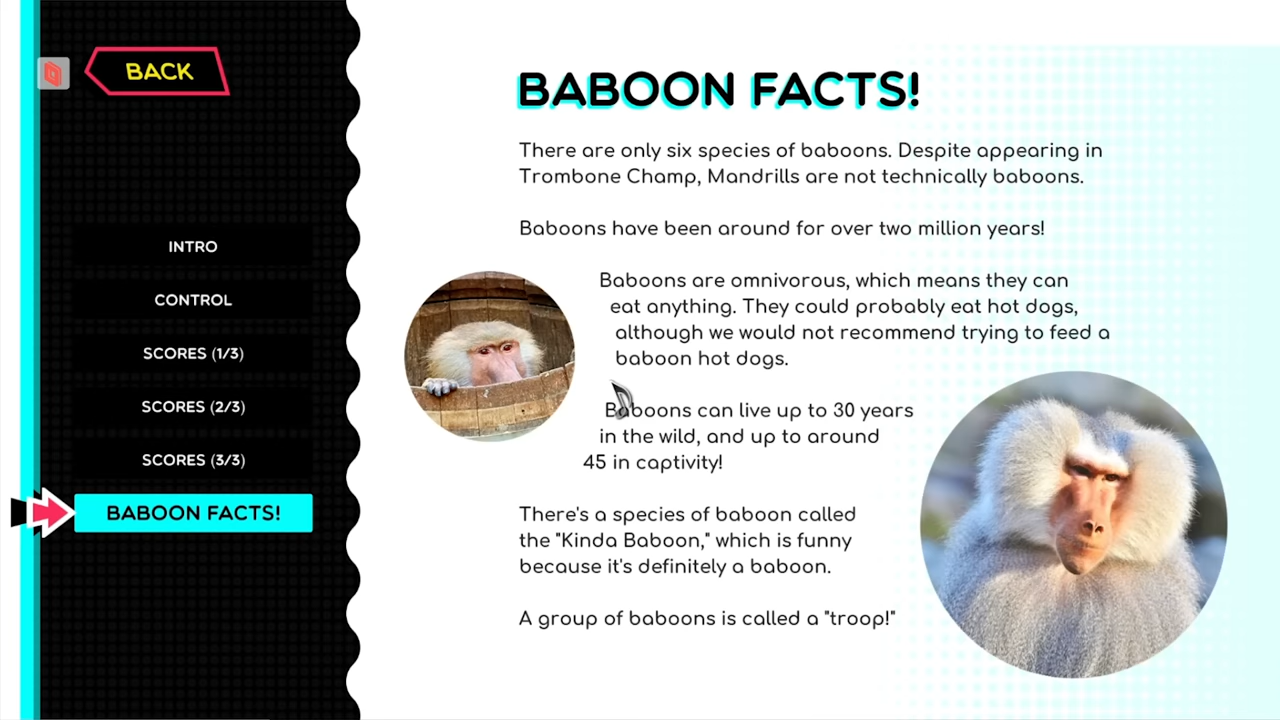 BACK
INTRO
CONTROL
SCORES (1/3)
SCORES (2/3)
SCORES (3/3)
BABOON FACTS!
BABOON FACTS!
There are only six species of baboons. Despite appearing in
Trombone Champ, Mandrills are not technically baboons.
Baboons have been around for over two million years!
Baboons are omnivorous, which means they can
eat anything. They could probably eat hot dogs,
although we would not recommend trying to feed a
baboon hot dogs.
Baboons can live up to 30 years
in the wild, and up to around
45 in captivity!
There's a species of baboon called
the "Kinda Baboon," which is funny
because it's definitely a baboon.
A group of baboons is called a "troop!"